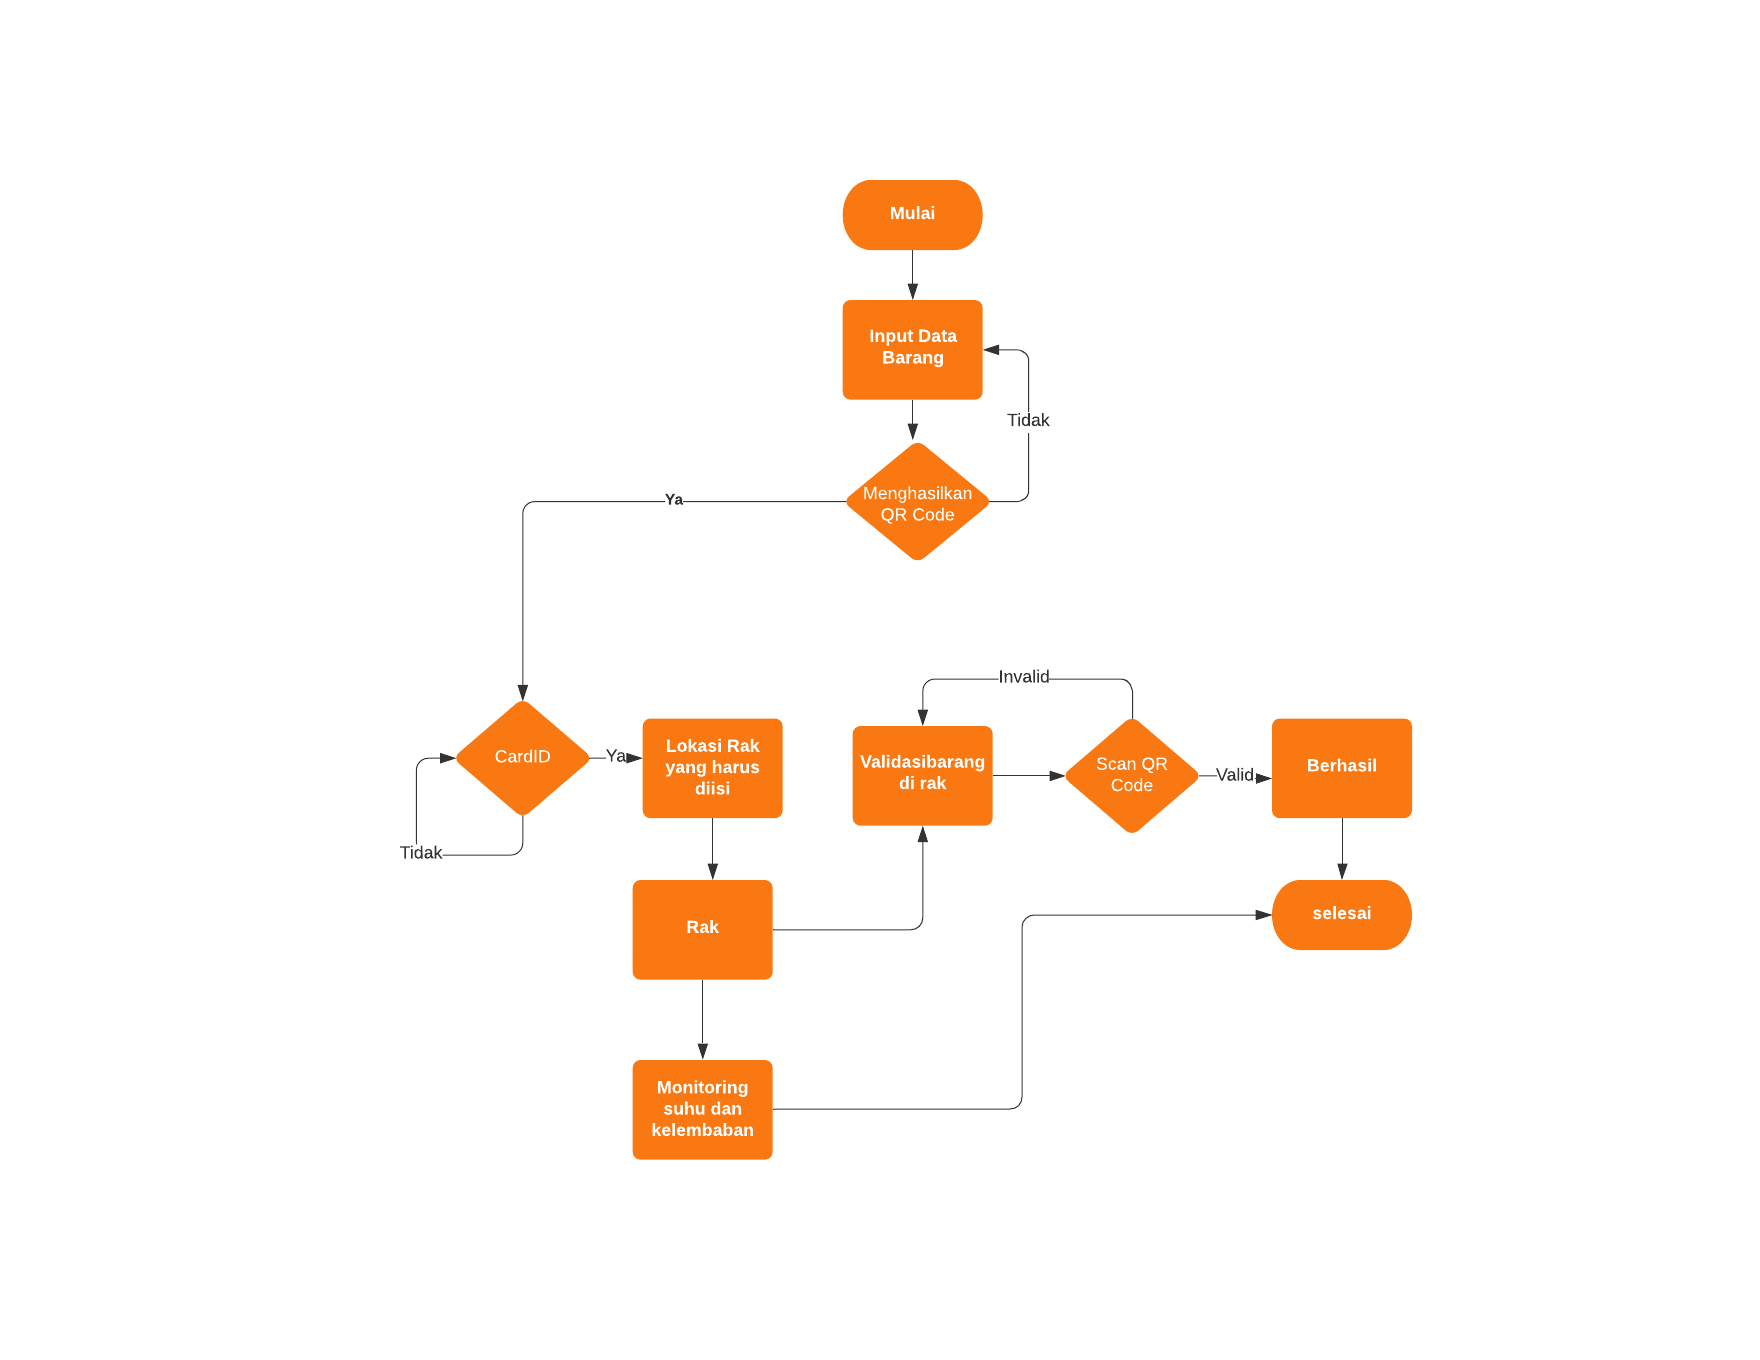 Mulai
Input Data
Barang
Tidak
Menghasilkan
QR Code
Ya
CardID
Tidak
Ya
Lokasi Rak
yang harus
diisi
Rak
Monitoring
suhu dan
kelembaban
Validasibarang
di rak
Invalid
Scan QR
Code
Valid
Berhasil
selesai